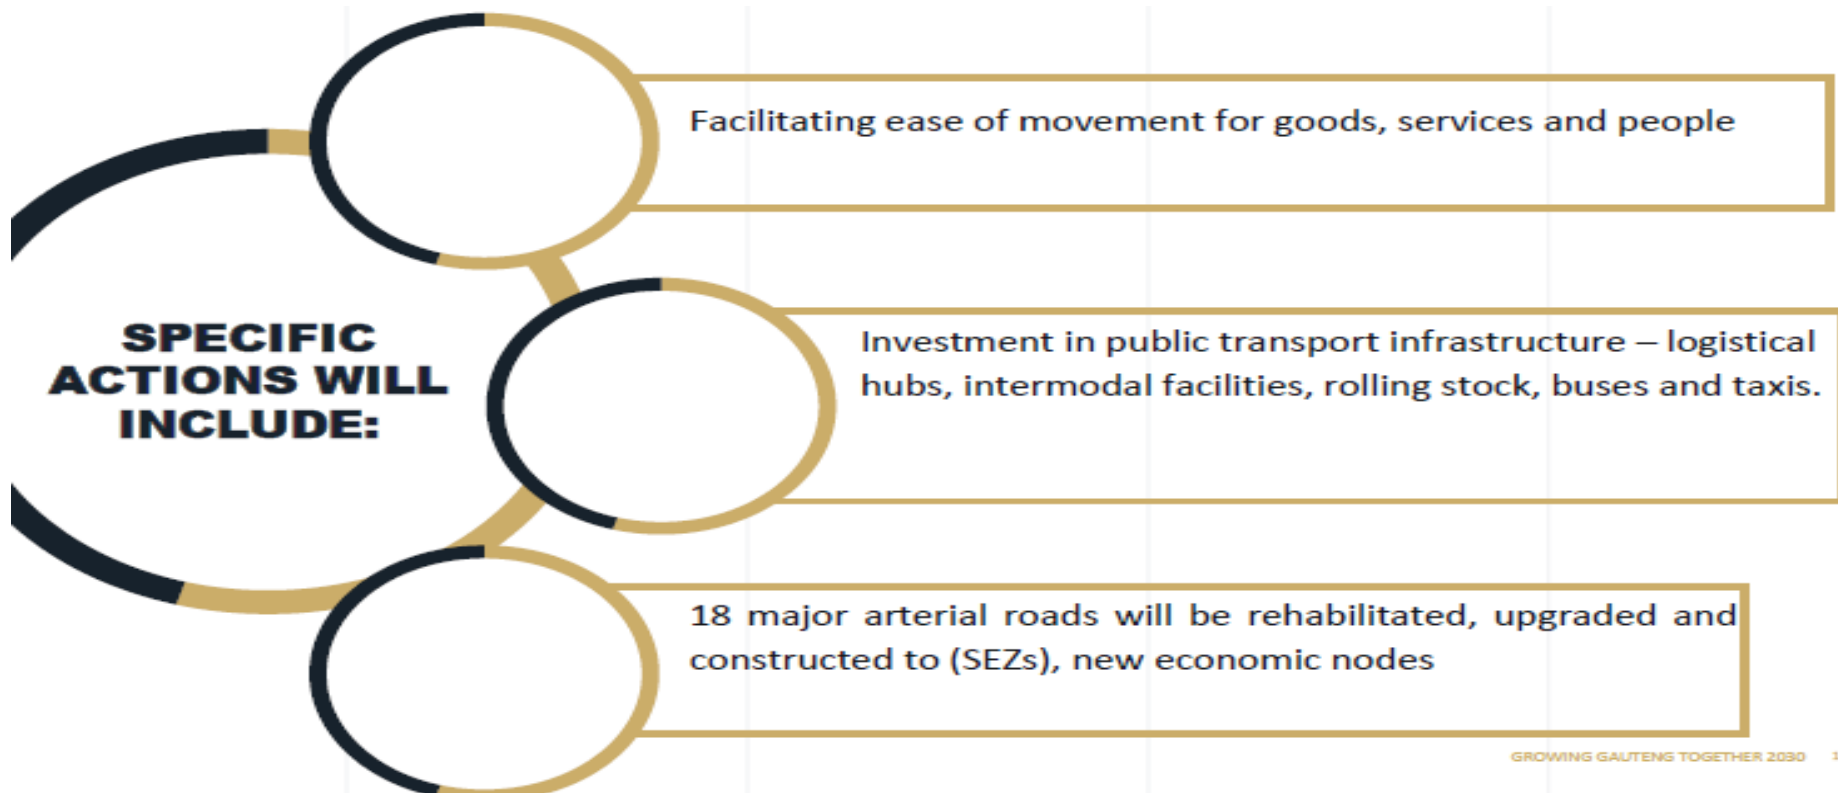 SPECIFIC
ACTIONS WILL
INCLUDE:
Facilitating ease of movement for goods, services and people
Investment in public transport infrastructure – logistical
hubs, intermodal facilities, rolling stock, buses and taxis.
18 major arterial roads will be rehabilitated, upgraded and
constructed to (SEZs), new economic nodes
GROWING GAUTENG TOGETHER 2030